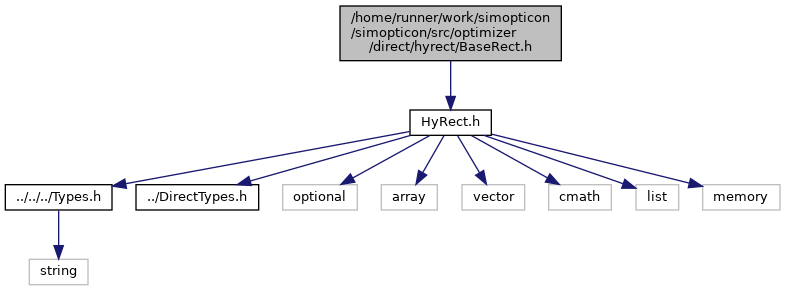 /home/runner/work/simopticon
/simopticon/src/optimizer
/direct/hyrect/BaseRect.h
HyRect.h
../../../Types.h
../DirectTypes.h
optional
array
vector
cmath
list
memory
string